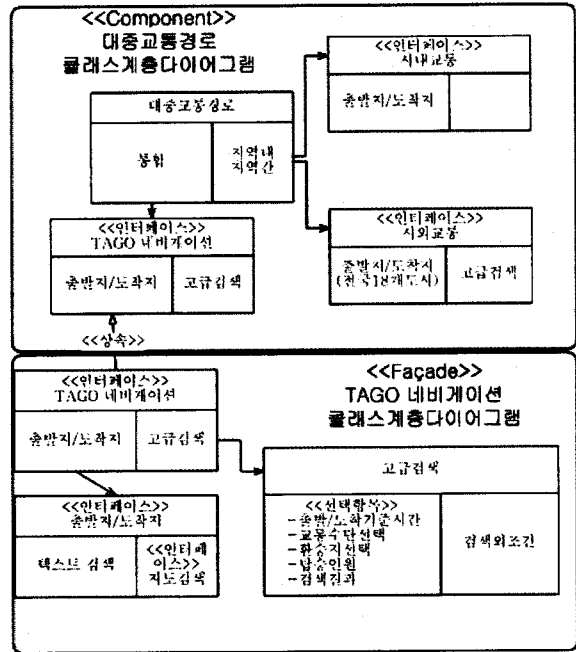 <<Component>>
대중교통경로
클래스계층다이어그램
<<인터페이스>>
시내교통
출발지/도착지
대중교통경로
통합
지역내
지역간
<<인터페이스>>
TAGO 네비게이션
출발지/도착지
고급검색
<<인터페이스>>
시외교통
출발지/도착지
(전국18개도시)
고급검색
<<상속>>
<<인터페이스>>
TAGO 네비게이션
출발지/도착지
고급검색
<<Façade>>
TAGO 네비게이션
클래스계층다이어그램
<<인터페이스>>
출발지/도착지
텍스트 검색
<<인터페
이스>>
지도검색
고급검색
<<선택항목>>
-출발/도착기준시간
-교통수단선택
-환승지선택
-탑승인원
-검색결과
검색외조건